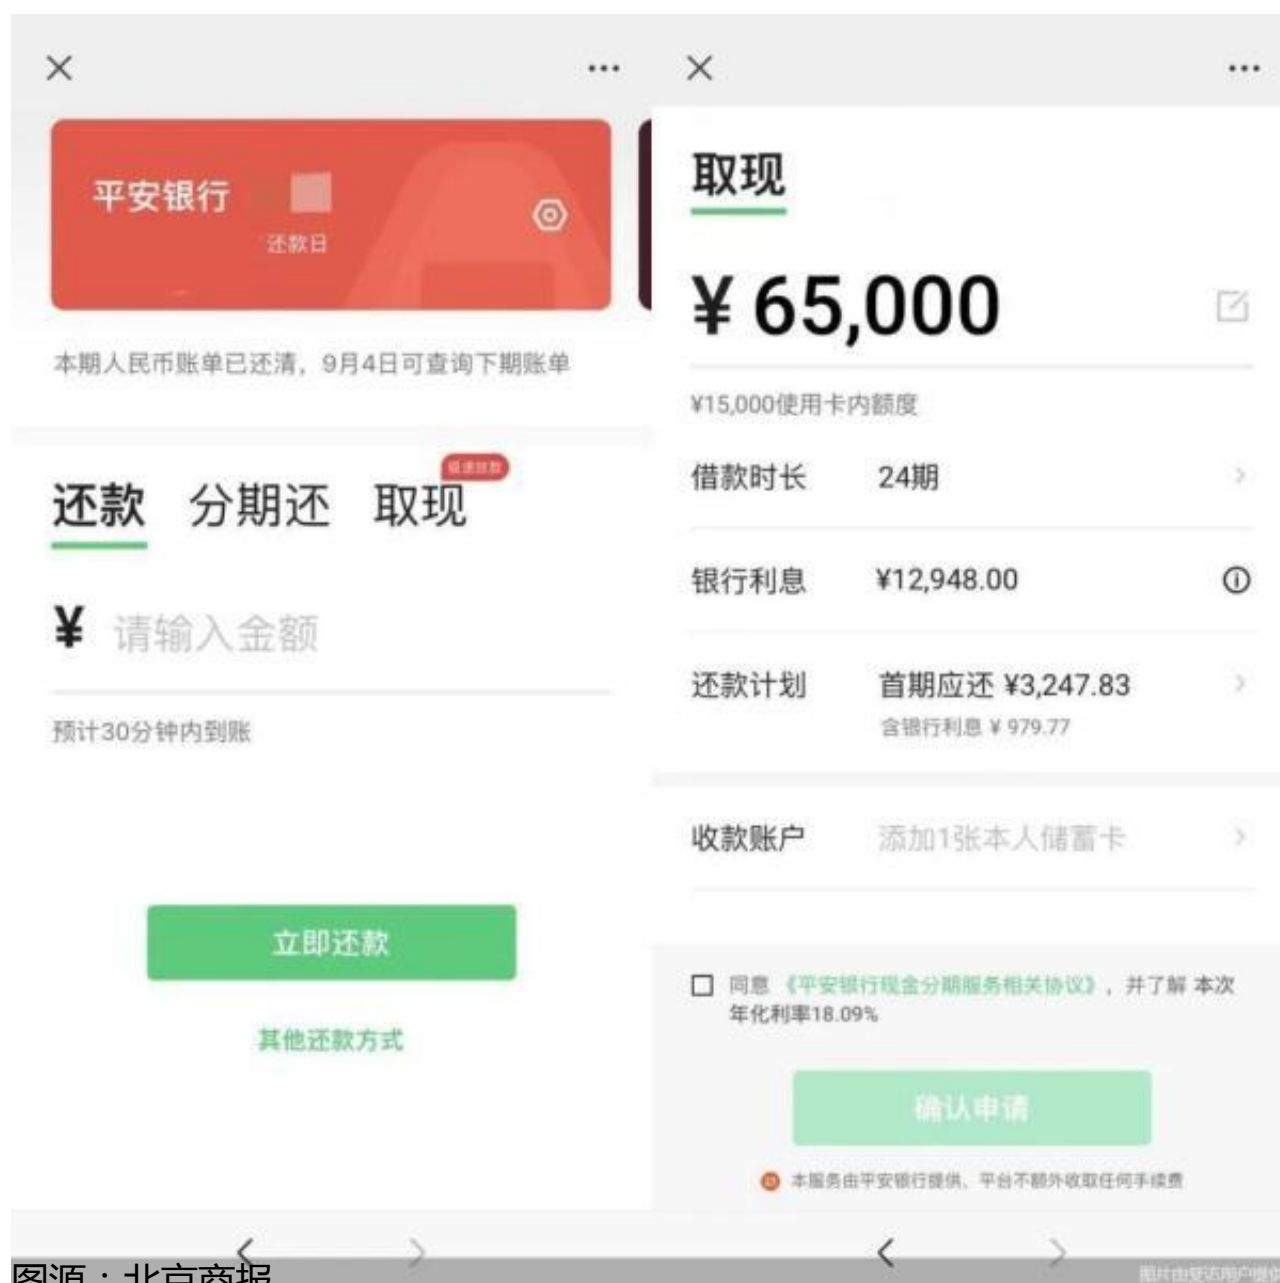 平安银行
还款日
本期人民币账单已还清，9月4日可查询下期账单
还款 分期还 取现
¥ 请输入金额
预计30分钟内到账
立即还款
其他还款方式
取现
¥ 65,000
¥15,000使用卡内额度
借款时长 24期
银行利息 ¥12,948.00
还款计划 首期应还 ¥3,247.83
含银行利息 ¥ 979.77
收款账户 添加1张本人储蓄卡
同意《平安银行现金分期服务相关协议》，并了解 本次
年化利率18.09%
确认申请
本服务由平安银行提供，平台不额外收取任何手续费
图源：北京商报